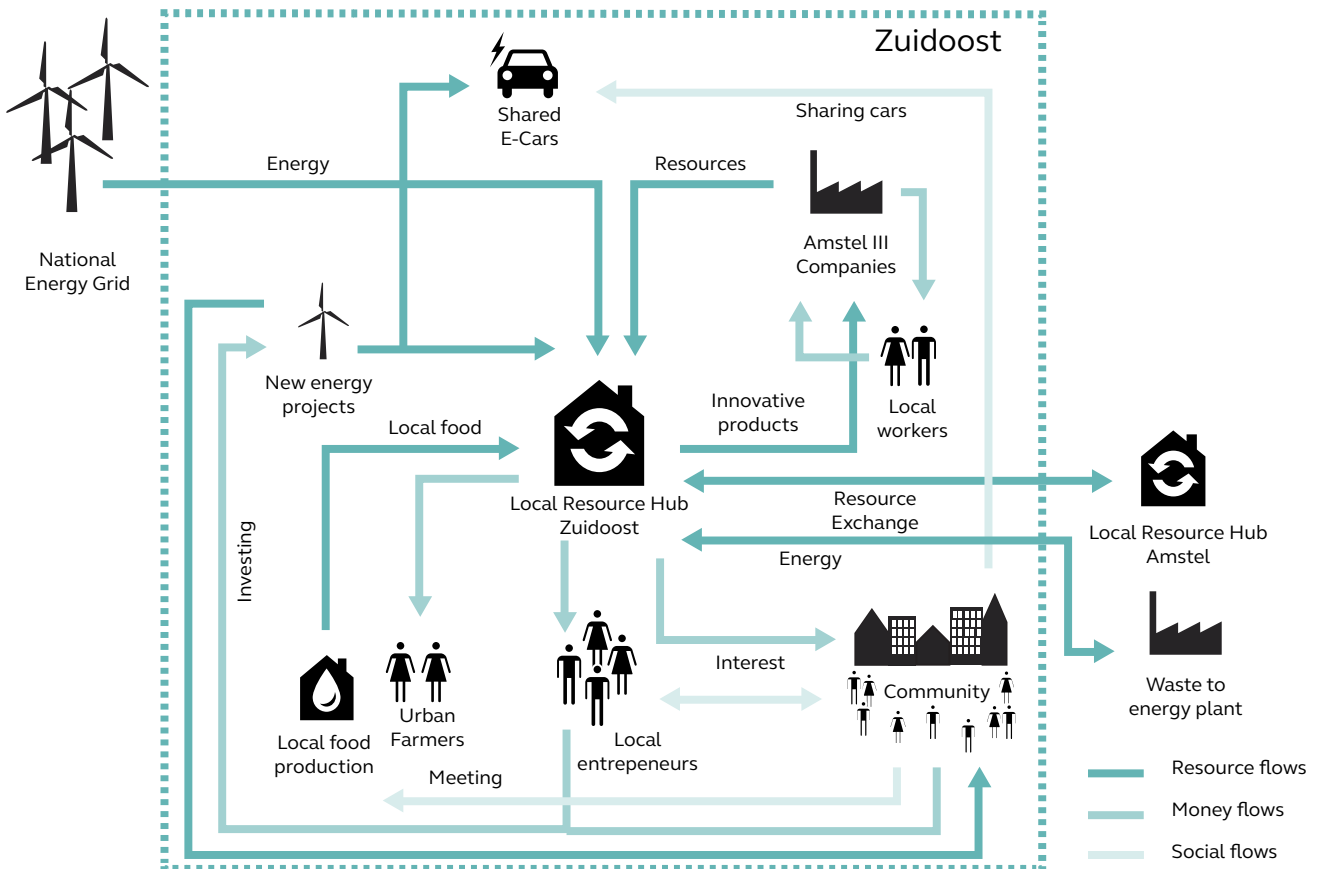 Zuidoost
Shared
E-Cars
Sharing cars
Energy
Resources
National
Energy Grid
Amstel III
Companies
New energy
projects
Innovative
products
Local
workers
Local food
Local Resource Hub
Zuidoost
Resource
Exchange
Local Resource Hub
Amstel
Energy
Investing
Interest
Community
Waste to
energy plant
Urban
Farmers
Local food
production
Local
entrepeneurs
Meeting
Resource flows
Money flows
Social flows